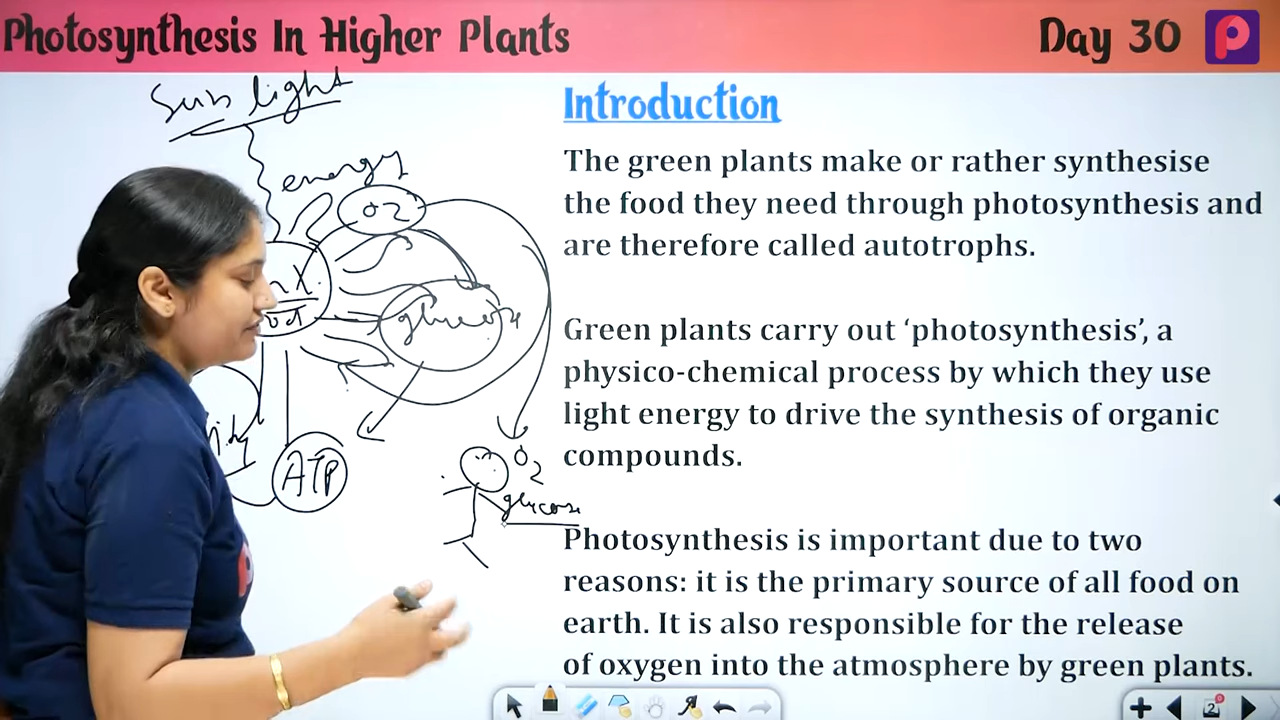 Photosynthesis In Higher Plants
Day 30
Sun light
energy
O2
glucose
ATP
O2
glucose
Introduction
The green plants make or rather synthesise
the food they need through photosynthesis and
are therefore called autotrophs.
Green plants carry out ‘photosynthesis’, a
physico-chemical process by which they use
light energy to drive the synthesis of organic
compounds.
Photosynthesis is important due to two
reasons: it is the primary source of all food on
earth. It is also responsible for the release
of oxygen into the atmosphere by green plants.
2